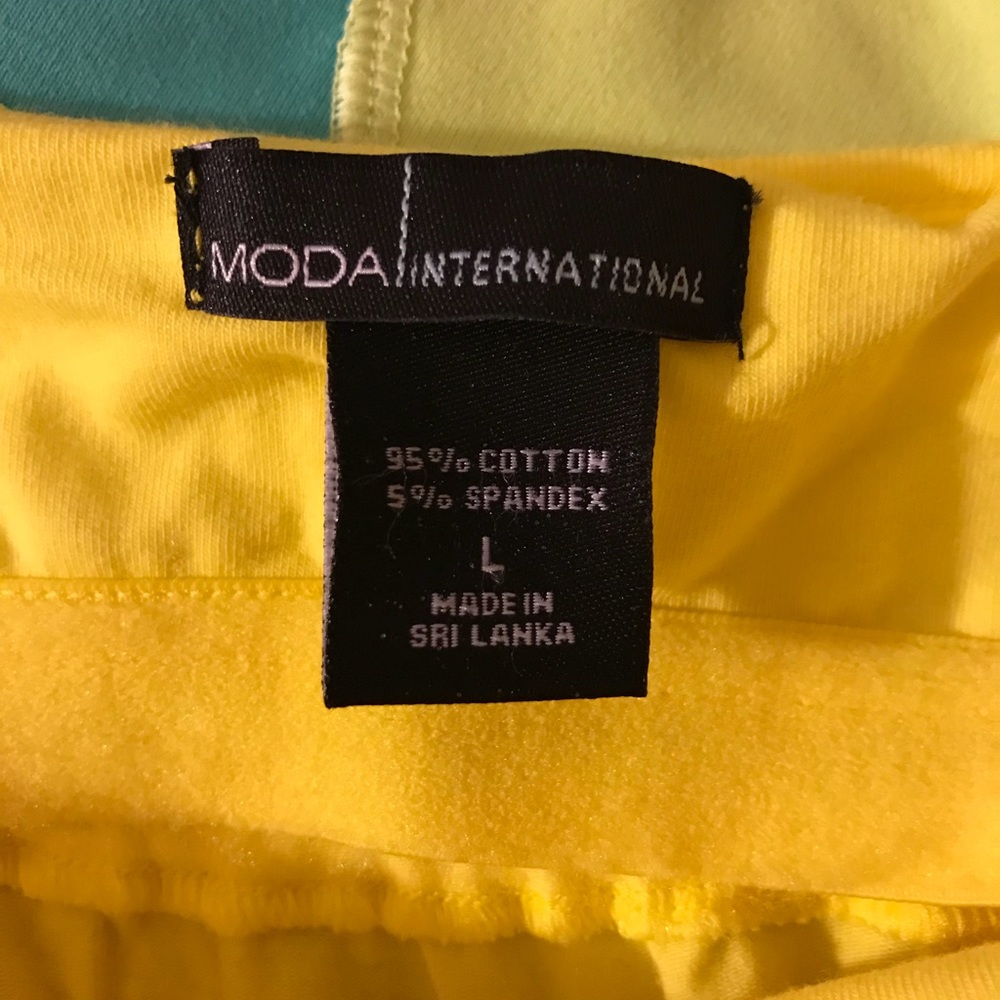 MODA INTERNATIONAL
95% COTTON
5% SPANDEX
L
MADE IN
SRI LANKA